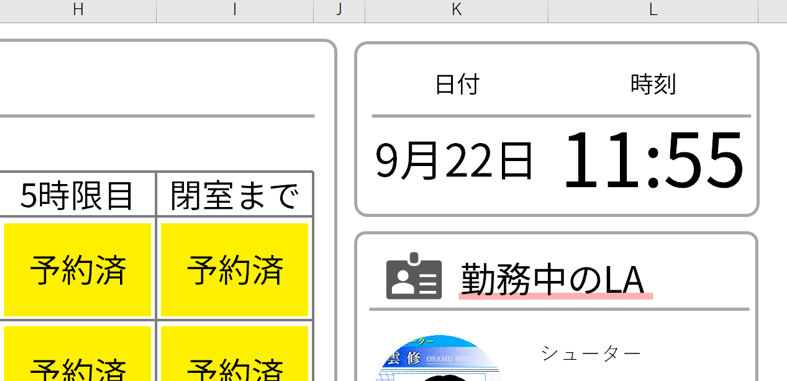 H I J K L
日付 時刻
9月22日 11:55
5時限目 閉室まで
予約済 予約済
勤務中のLA
シューター
予約済 予約済